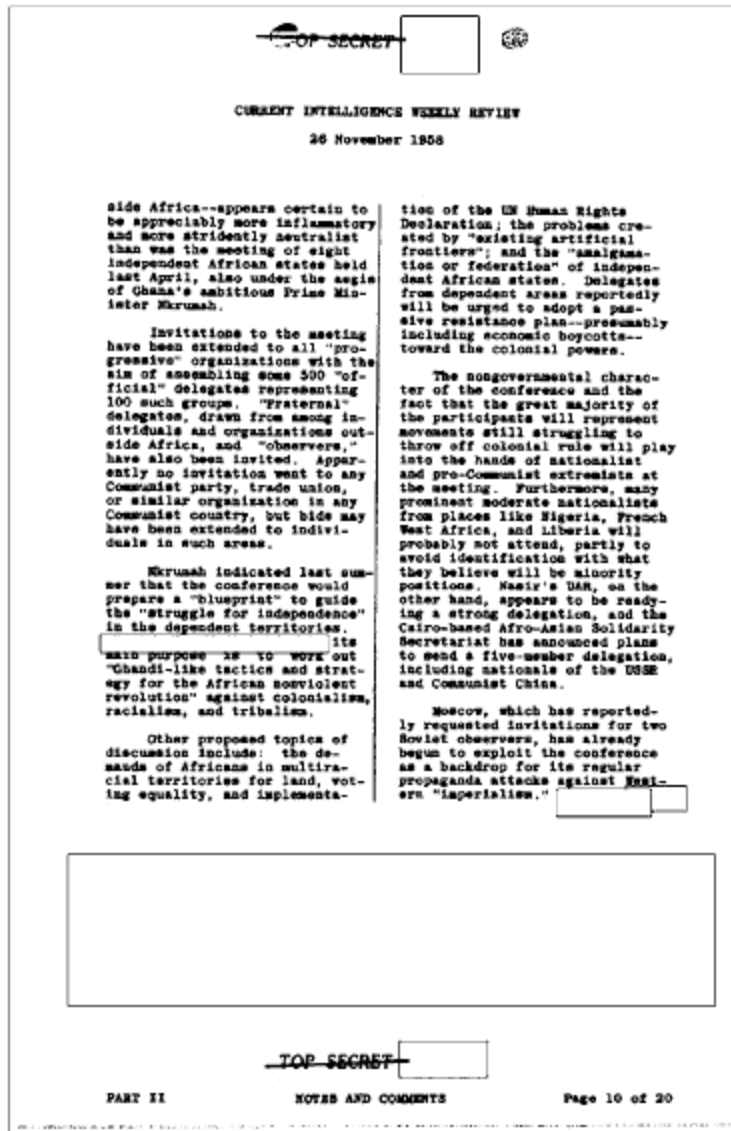 TOP SECRET
CURRENT INTELLIGENCE WEEKLY REVIEW
26 November 1958
side Africa--appears certain to
be appreciably more inflammatory
and more stridently neutralist
than was the meeting of eight
independent African states held
last April, also under the aegis
of Ghana's ambitious Prime Min-
ister Nkrumah.
Invitations to the meeting
have been extended to all "pro-
gressive" organizations with the
aim of assembling some 500 "of-
ficial" delegates representing
100 such groups. "Fraternal"
delegates, drawn from among in-
dividuals and organizations out-
side Africa, and "observers,"
have also been invited. Appar-
ently no invitation went to any
Communist party, trade union,
or similar organization in any
Communist country, but bids may
have been extended to indivi-
duals in such areas.
Nkrumah indicated last sum-
mer that the conference would
prepare a "blueprint" to guide
the "struggle for independence"
in the dependent territories.
its
main purpose is to work out
"Ghandi-like tactics and strat-
egy for the African nonviolent
revolution" against colonialism,
racialism, and tribalism.
Other proposed topics of
discussion include: the de-
mands of Africans in multira-
cial territories for land, vot-
ing equality, and implementa-
tion of the UN Human Rights
Declaration; the problems cre-
ated by "existing artificial
frontiers"; and the "amalgama-
tion or federation" of indepen-
dent African states. Delegates
from dependent areas reportedly
will be urged to adopt a pas-
sive resistance plan--presumably
including economic boycotts--
toward the colonial powers.
The nongovernmental charac-
ter of the conference and the
fact that the great majority of
the participants will represent
movements still struggling to
throw off colonial rule will play
into the hands of nationalist
and pro-Communist extremists at
the meeting. Furthermore, many
prominent moderate nationalists
from places like Nigeria, French
West Africa, and Liberia will
probably not attend, partly to
avoid identification with what
they believe will be minority
positions. Nasir's UAR, on the
other hand, appears to be ready-
ing a strong delegation, and the
Cairo-based Afro-Asian Solidarity
Secretariat has announced plans
to send a five-member delegation,
including nationals of the USSR
and Communist China.
Moscow, which has reported-
ly requested invitations for two
Soviet observers, has already
begun to exploit the conference
as a backdrop for its regular
propaganda attacks against West-
ern "imperialism."
TOP SECRET
PART II NOTES AND COMMENTS Page 10 of 20